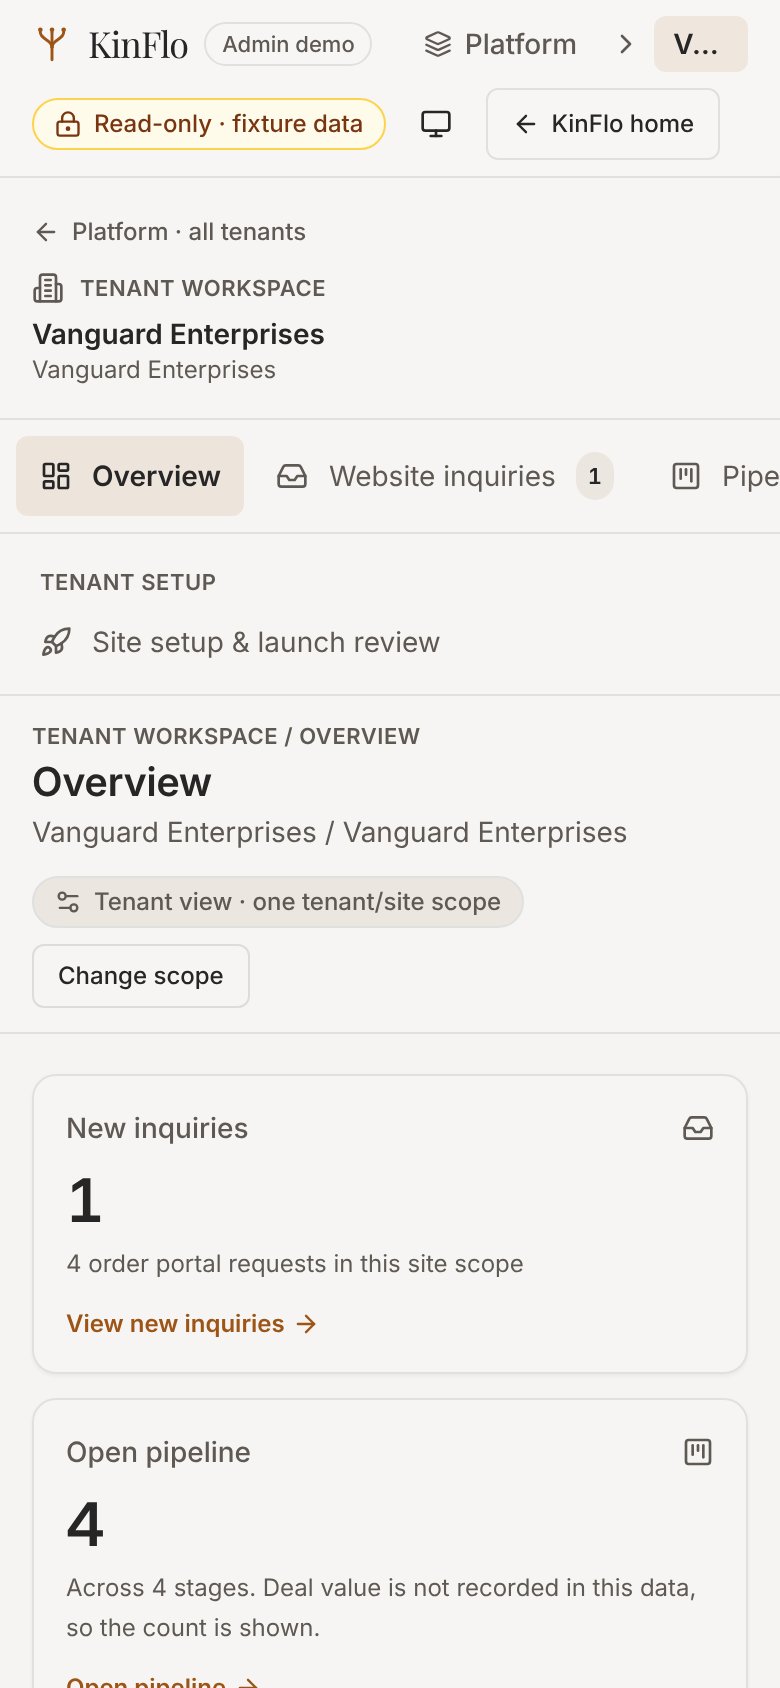 KinFlo
Admin demo
Platform
V...
Read-only · fixture data
KinFlo home
Platform · all tenants
TENANT WORKSPACE
Vanguard Enterprises
Vanguard Enterprises
Overview
Website inquiries
1
Pipe
TENANT SETUP
Site setup & launch review
TENANT WORKSPACE / OVERVIEW
Overview
Vanguard Enterprises / Vanguard Enterprises
Tenant view · one tenant/site scope
Change scope
New inquiries
1
4 order portal requests in this site scope
View new inquiries
Open pipeline
4
Across 4 stages. Deal value is not recorded in this data,
so the count is shown.
Open pipeline